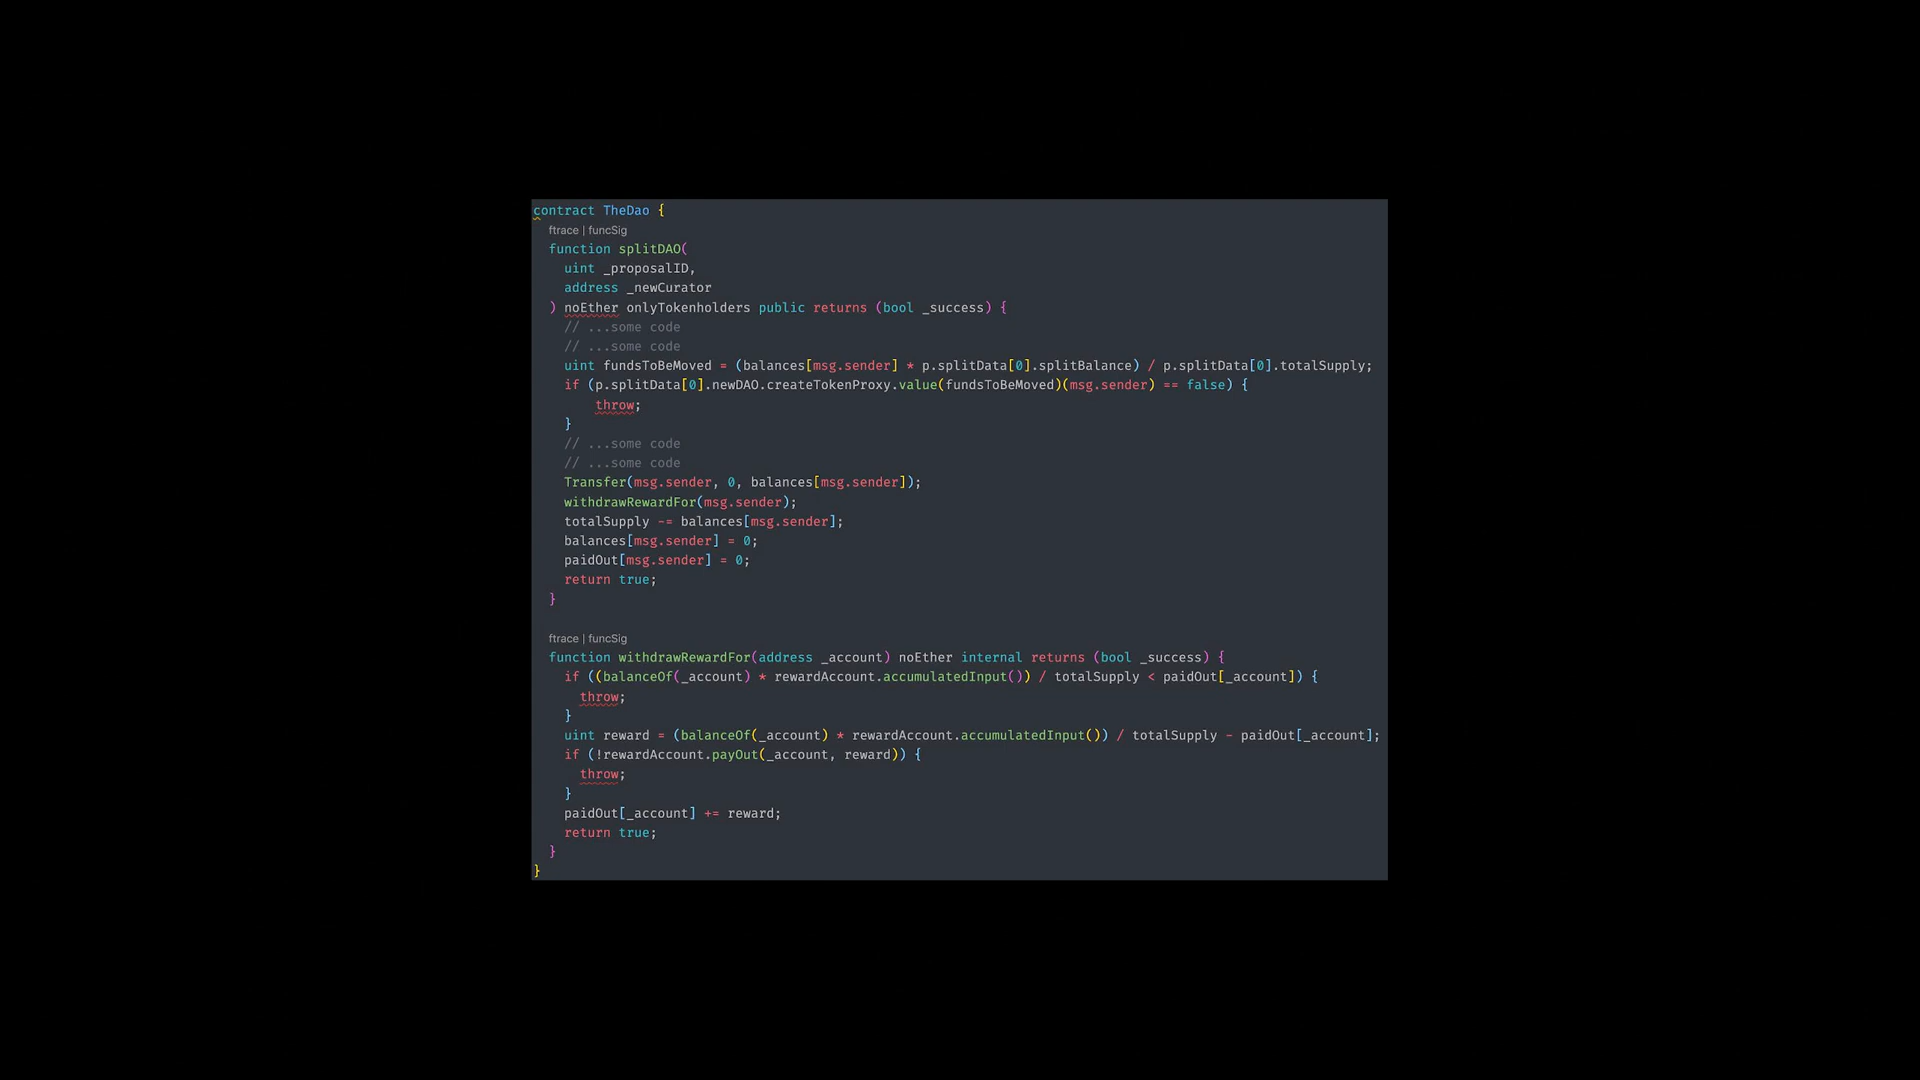 contract TheDao {
ftrace | funcSig
function splitDAO(
uint _proposalID,
address _newCurator
) noEther onlyTokenholders public returns (bool _success) {
// ...some code
// ...some code
uint fundsToBeMoved = (balances[msg.sender] * p.splitData[0].splitBalance) / p.splitData[0].totalSupply;
if (p.splitData[0].newDAO.createTokenProxy.value(fundsToBeMoved)(msg.sender) == false) {
throw;
}
// ...some code
// ...some code
Transfer(msg.sender, 0, balances[msg.sender]);
withdrawRewardFor(msg.sender);
totalSupply -= balances[msg.sender];
balances[msg.sender] = 0;
paidOut[msg.sender] = 0;
return true;
}
ftrace | funcSig
function withdrawRewardFor(address _account) noEther internal returns (bool _success) {
if ((balanceOf(_account) * rewardAccount.accumulatedInput()) / totalSupply < paidOut[_account]) {
throw;
}
uint reward = (balanceOf(_account) * rewardAccount.accumulatedInput()) / totalSupply - paidOut[_account];
if (!rewardAccount.payOut(_account, reward)) {
throw;
}
paidOut[_account] += reward;
return true;
}
}